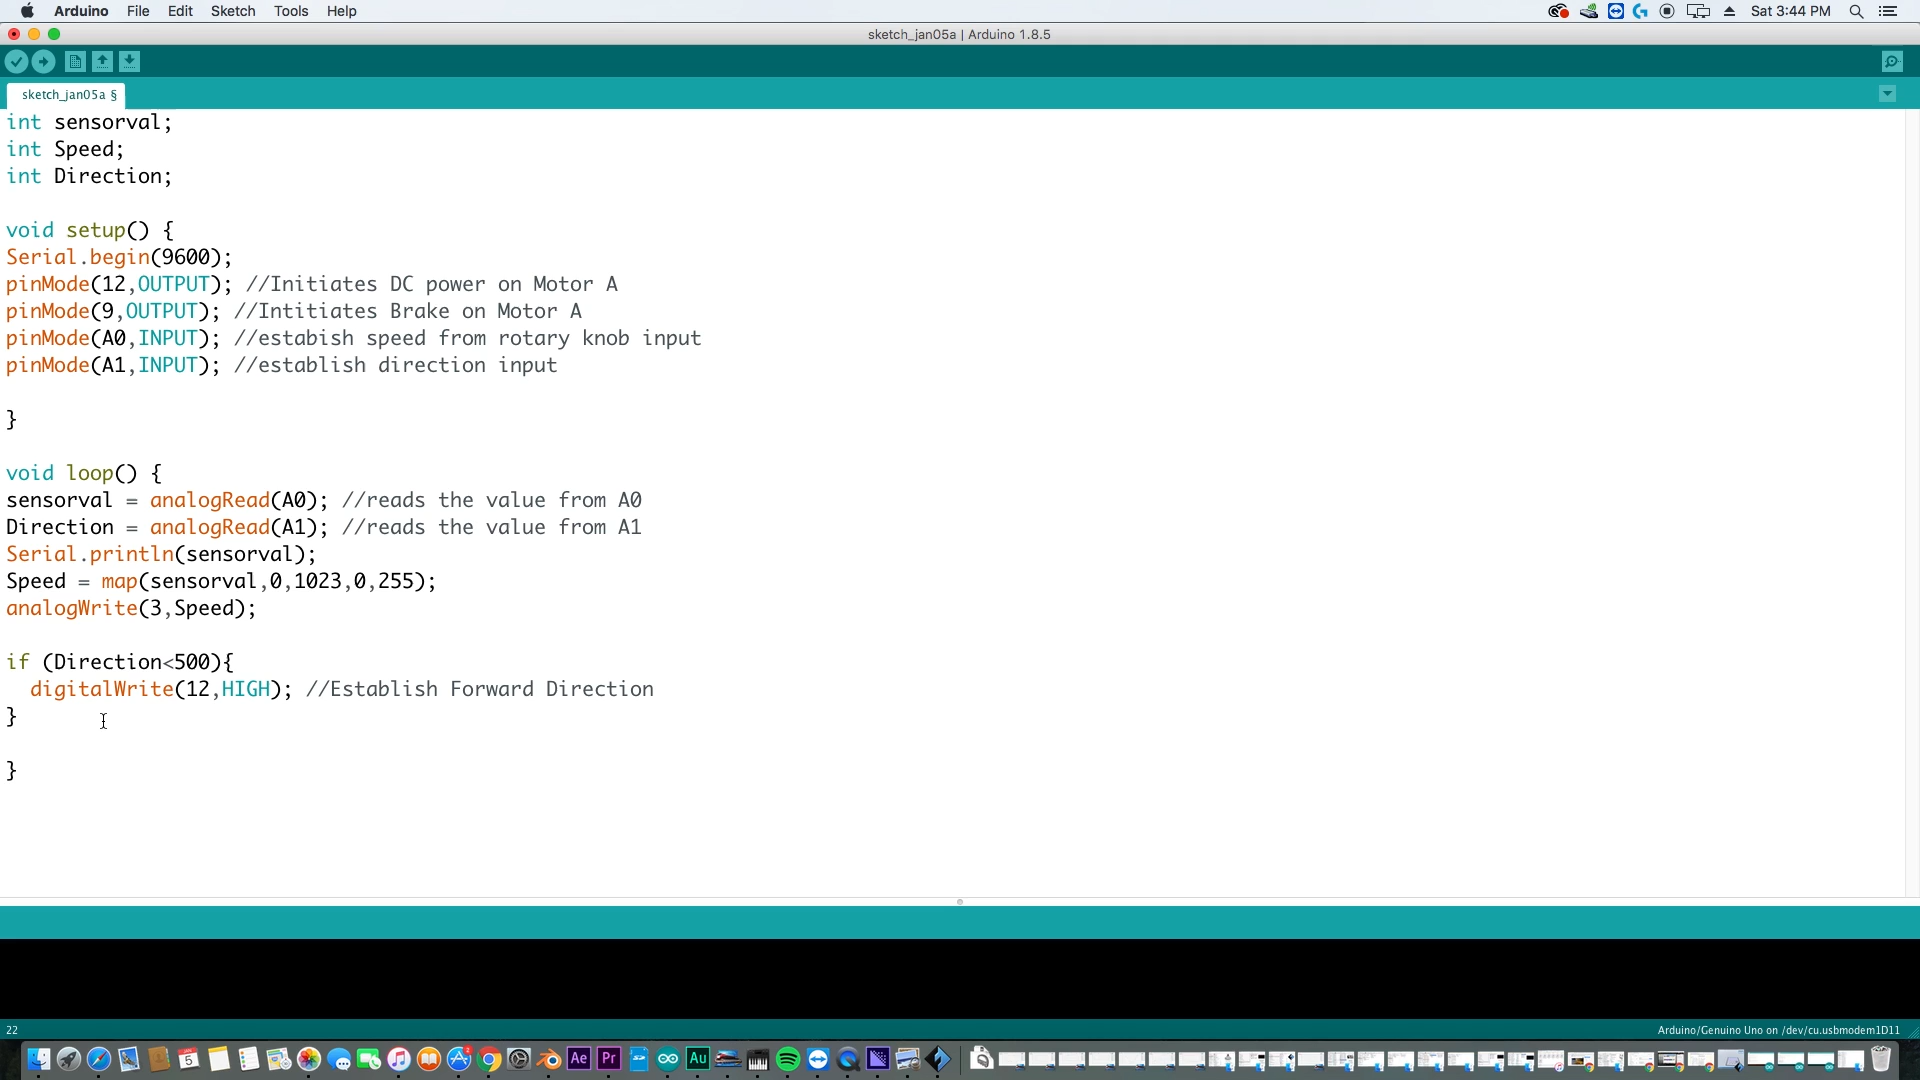 Arduino File Edit Sketch Tools Help Sat 3:44 PM
sketch_jan05a | Arduino 1.8.5
sketch_jan05a §
int sensorval;
int Speed;
int Direction;
void setup() {
Serial.begin(9600);
pinMode(12,OUTPUT); //Initiates DC power on Motor A
pinMode(9,OUTPUT); //Intitiates Brake on Motor A
pinMode(A0,INPUT); //estabish speed from rotary knob input
pinMode(A1,INPUT); //establish direction input
}
void loop() {
sensorval = analogRead(A0); //reads the value from A0
Direction = analogRead(A1); //reads the value from A1
Serial.println(sensorval);
Speed = map(sensorval,0,1023,0,255);
analogWrite(3,Speed);
if (Direction<500){
digitalWrite(12,HIGH); //Establish Forward Direction
}
}
22 Arduino/Genuino Uno on /dev/cu.usbmodem1D11
5 Ae Pr Au